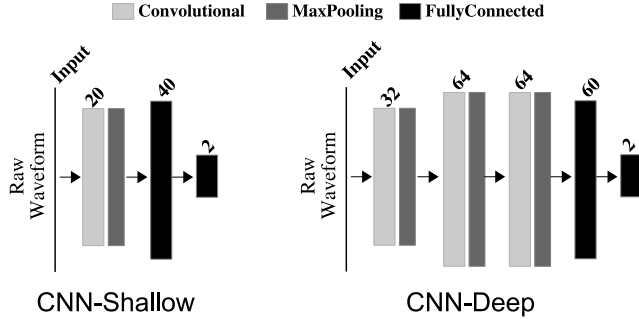 Convolutional MaxPooling FullyConnected
Input
20
40
2
Raw
Waveform
CNN-Shallow
Input
32
64
64
60
2
Raw
Waveform
CNN-Deep